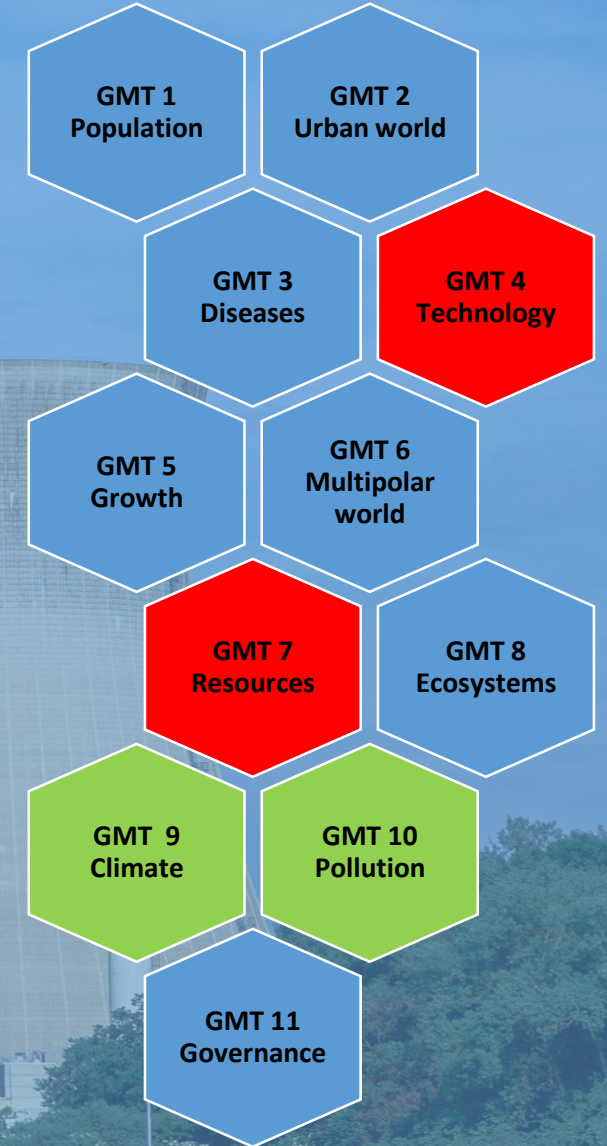 GMT 1
Population
GMT 2
Urban world
GMT 3
Diseases
GMT 4
Technology
GMT 5
Growth
GMT 6
Multipolar
world
GMT 7
Resources
GMT 8
Ecosystems
GMT 9
Climate
GMT 10
Pollution
GMT 11
Governance